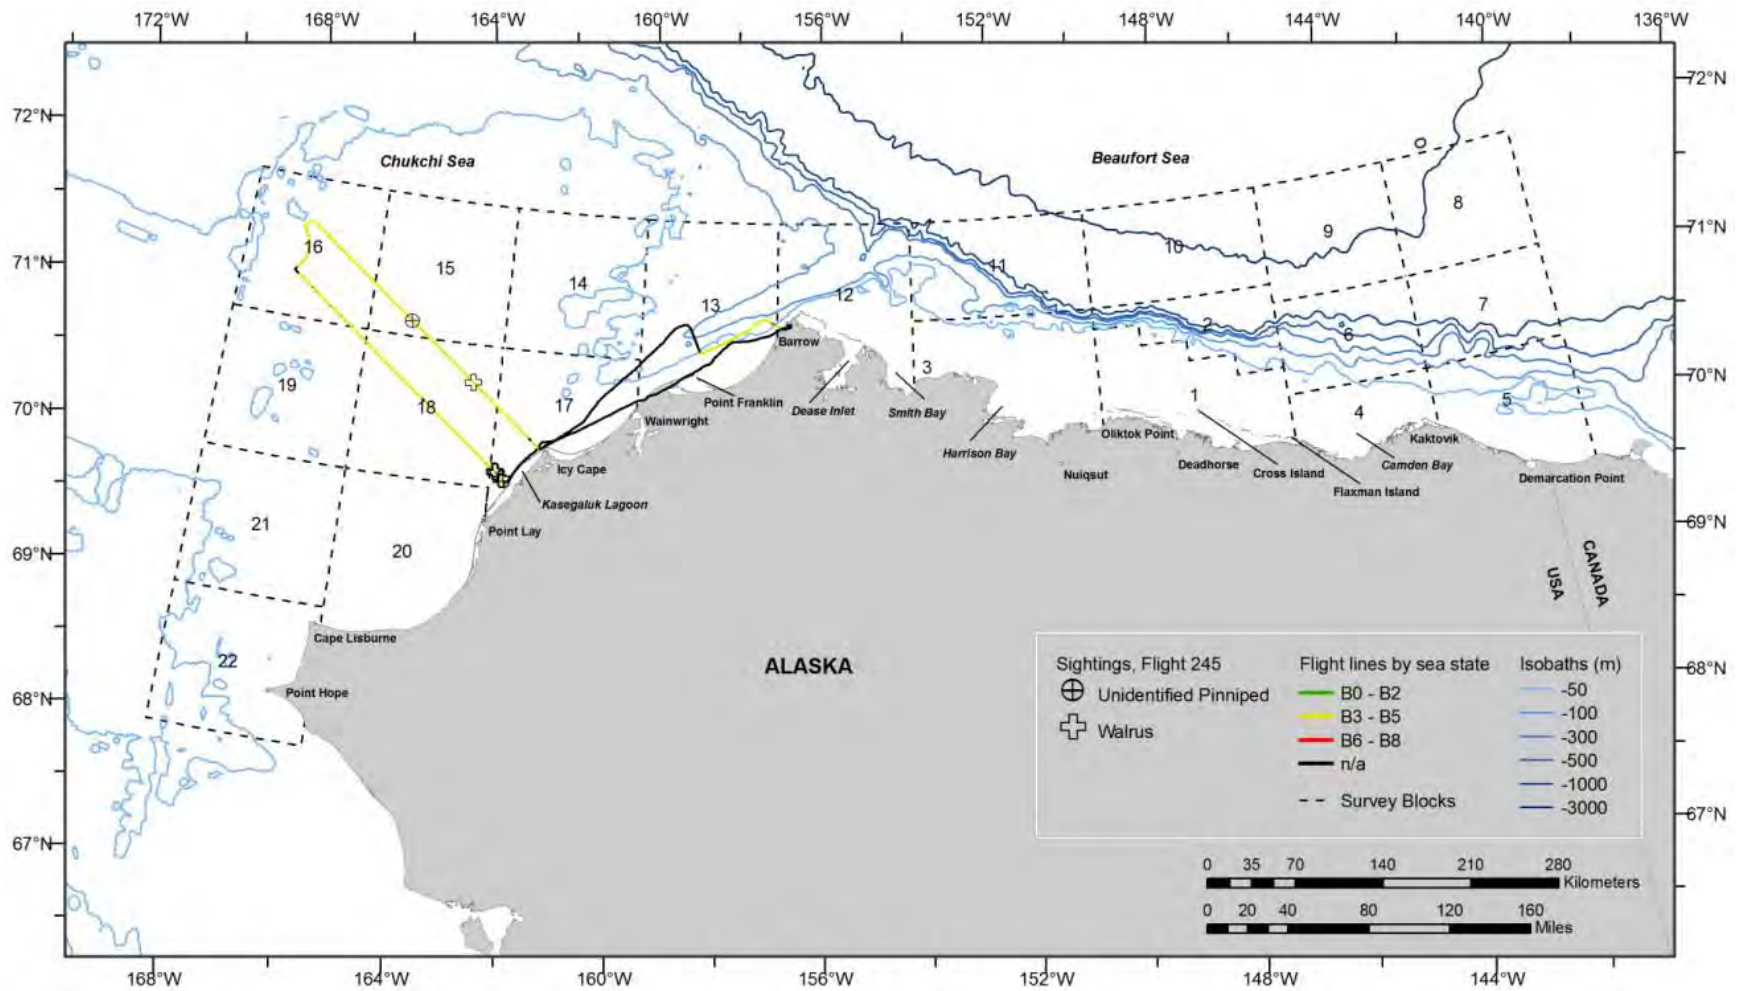 172°W 168°W 164°W 160°W 156°W 152°W 148°W 144°W 140°W 136°W
72°N 72°N
Chukchi Sea Beaufort Sea
8
71°N 16 15 9 71°N
10
14 11
13 12 7
2 6
Barrow
70°N 19 18 17 3 70°N
1 4 5
Point Franklin
Dease Inlet
Smith Bay
Wainwright
Harrison Bay
Oliktok Point
Kaktovik
Icy Cape
Nuiqsut
Deadhorse
Cross Island
Camden Bay
Flaxman Island
Demarcation Point
Kasegaluk Lagoon
Point Lay
69°N 21 20 69°N
USA CANADA
Cape Lisburne
22
Point Hope
68°N 68°N
ALASKA
Sightings, Flight 245
Unidentified Pinniped
Walrus
Flight lines by sea state
B0 - B2
B3 - B5
B6 - B8
n/a
Survey Blocks
Isobaths (m)
-50
-100
-300
-500
-1000
-3000
67°N 67°N
0 35 70 140 210 280
Kilometers
0 20 40 80 120 160
Miles
168°W 164°W 160°W 156°W 152°W 148°W 144°W